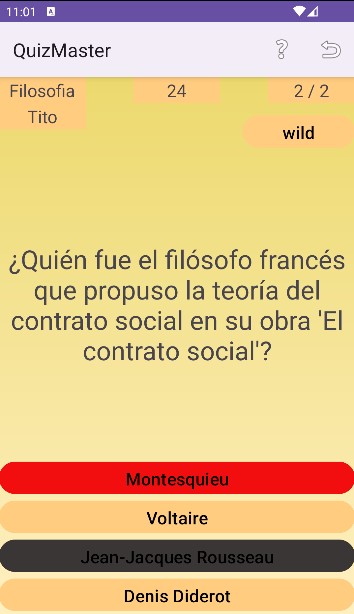 11:01 A
QuizMaster ?
Filosofia 24 2 / 2
Tito
wild
¿Quién fue el filósofo francés
que propuso la teoría del
contrato social en su obra 'El
contrato social'?
Montesquieu
Voltaire
Jean-Jacques Rousseau
Denis Diderot